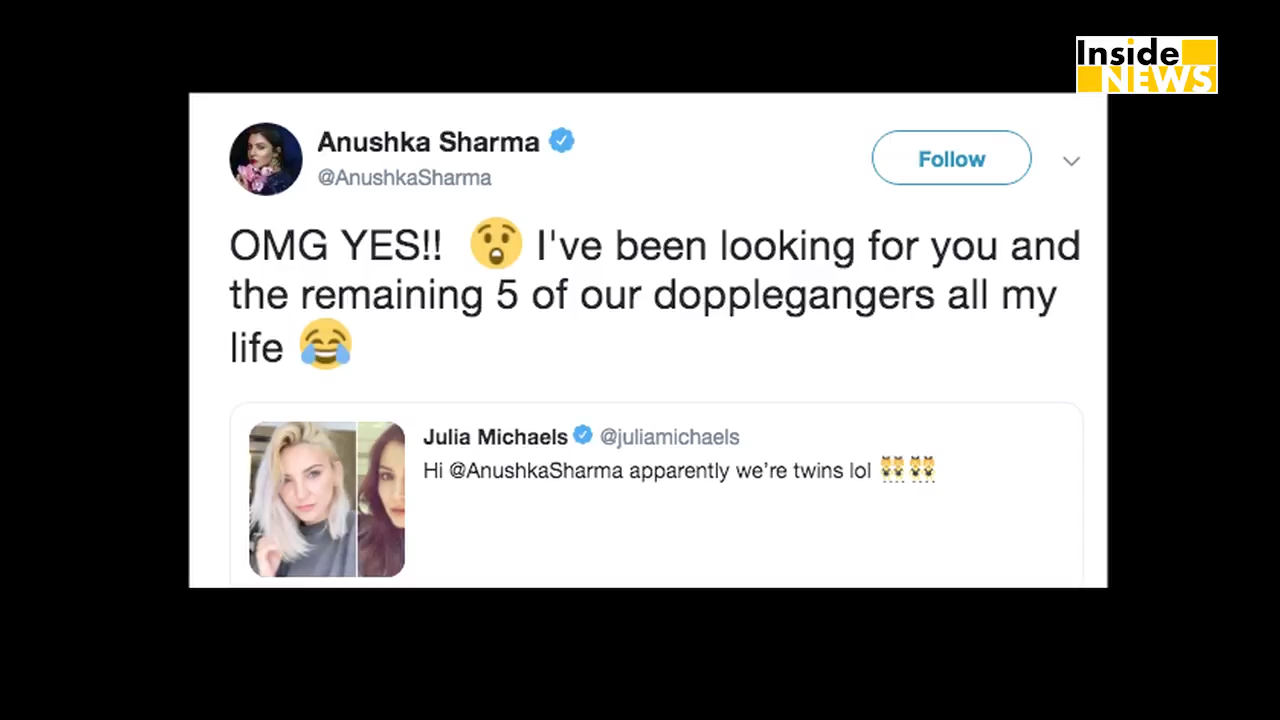 Inside
NEWS
Anushka Sharma
@AnushkaSharma
Follow
OMG YES!! 😲 I've been looking for you and
the remaining 5 of our dopplegangers all my
life 😂
Julia Michaels @juliamichaels
Hi @AnushkaSharma apparently we're twins lol 👯👯